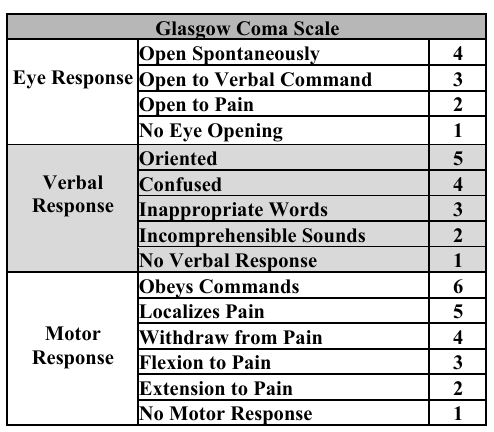 Glasgow Coma Scale
Eye Response
Open Spontaneously 4
Open to Verbal Command 3
Open to Pain 2
No Eye Opening 1
Verbal
Response
Oriented 5
Confused 4
Inappropriate Words 3
Incomprehensible Sounds 2
No Verbal Response 1
Motor
Response
Obeys Commands 6
Localizes Pain 5
Withdraw from Pain 4
Flexion to Pain 3
Extension to Pain 2
No Motor Response 1